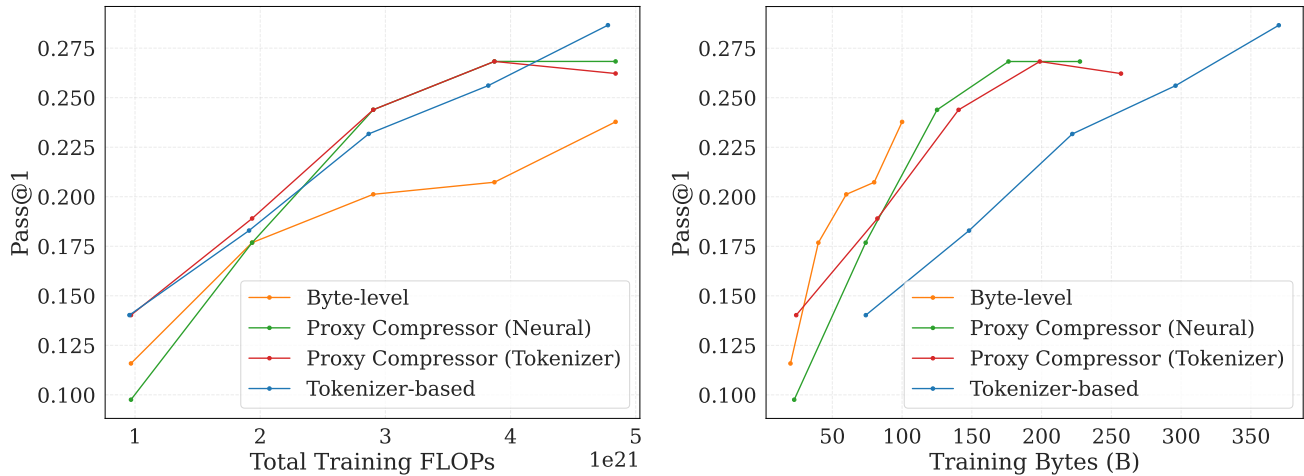 Pass@1
0.275
0.250
0.225
0.200
0.175
0.150
0.125
0.100
Byte-level
Proxy Compressor (Neural)
Proxy Compressor (Tokenizer)
Tokenizer-based
1 2 3 4 5
Total Training FLOPs
1e21
Pass@1
0.275
0.250
0.225
0.200
0.175
0.150
0.125
0.100
Byte-level
Proxy Compressor (Neural)
Proxy Compressor (Tokenizer)
Tokenizer-based
50 100 150 200 250 300 350
Training Bytes (B)